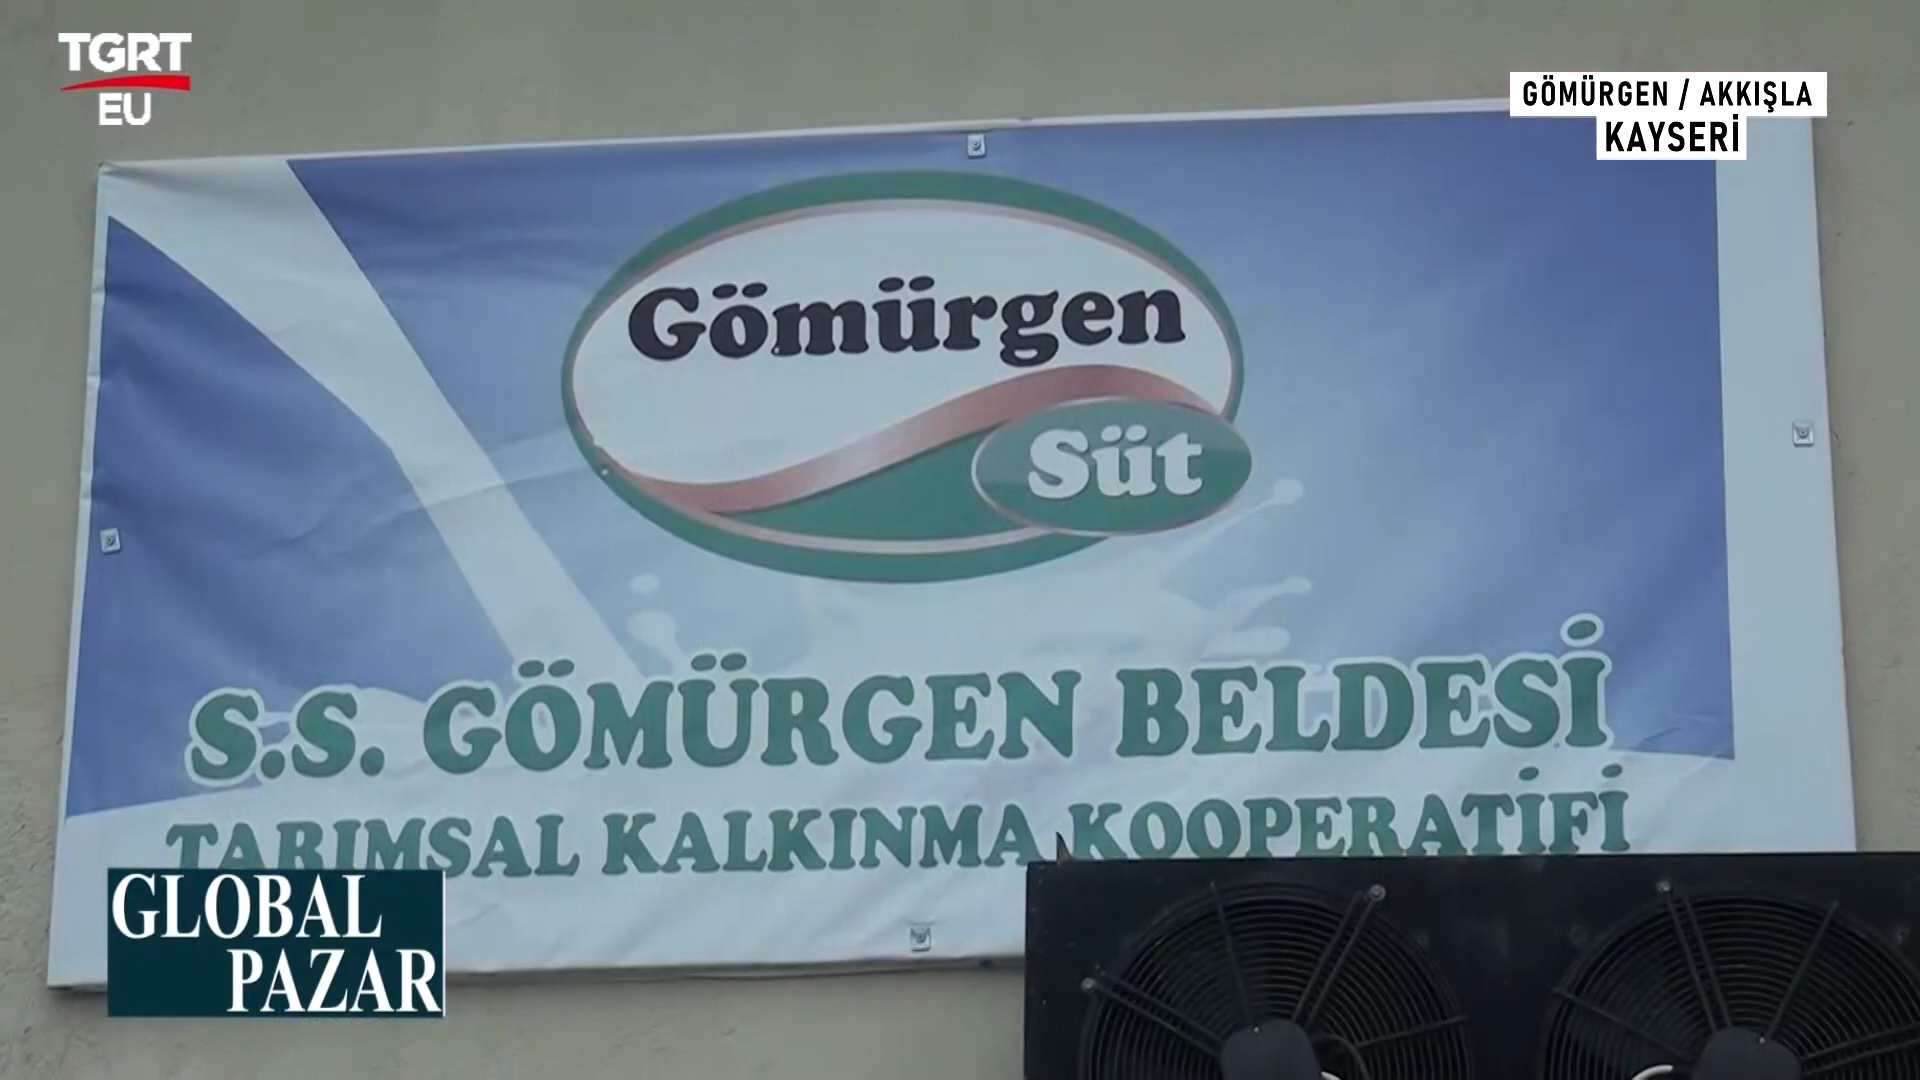 TGRT
EU
GÖMÜRGEN / AKKIŞLA
KAYSERİ
Gömürgen
Süt
S.S. GÖMÜRGEN BELDESİ
TARIMSAL KALKINMA KOOPERATİFİ
GLOBAL
PAZAR